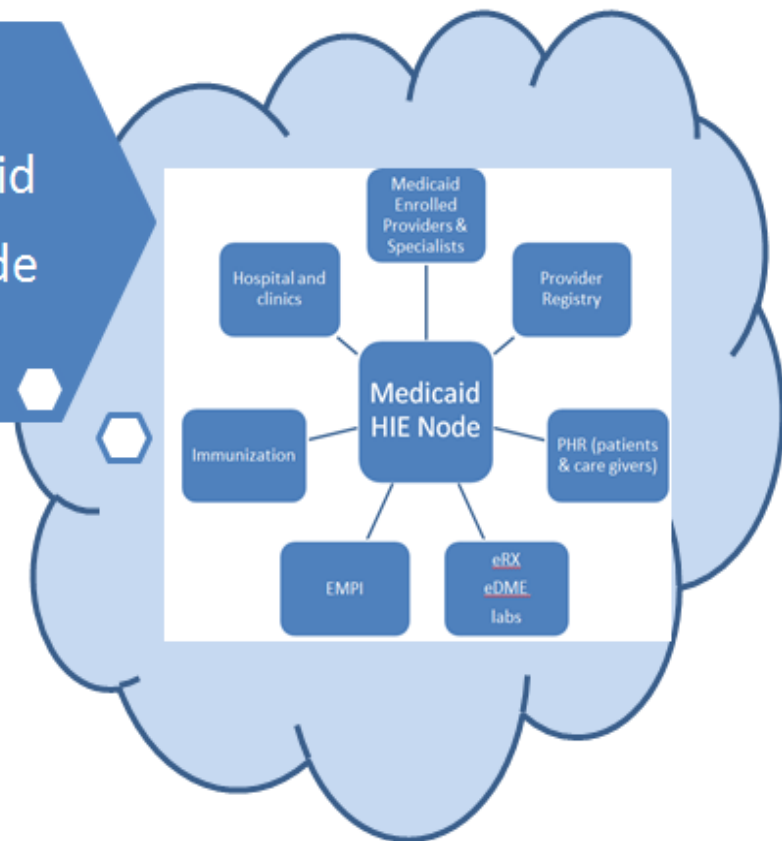 id
de
Medicaid
Enrolled
Providers &
Specialists
Hospital and
clinics
Provider
Registry
Medicaid
HIE Node
Immunization
PHR (patients
& care givers)
EMPI
eRX
eDME
labs